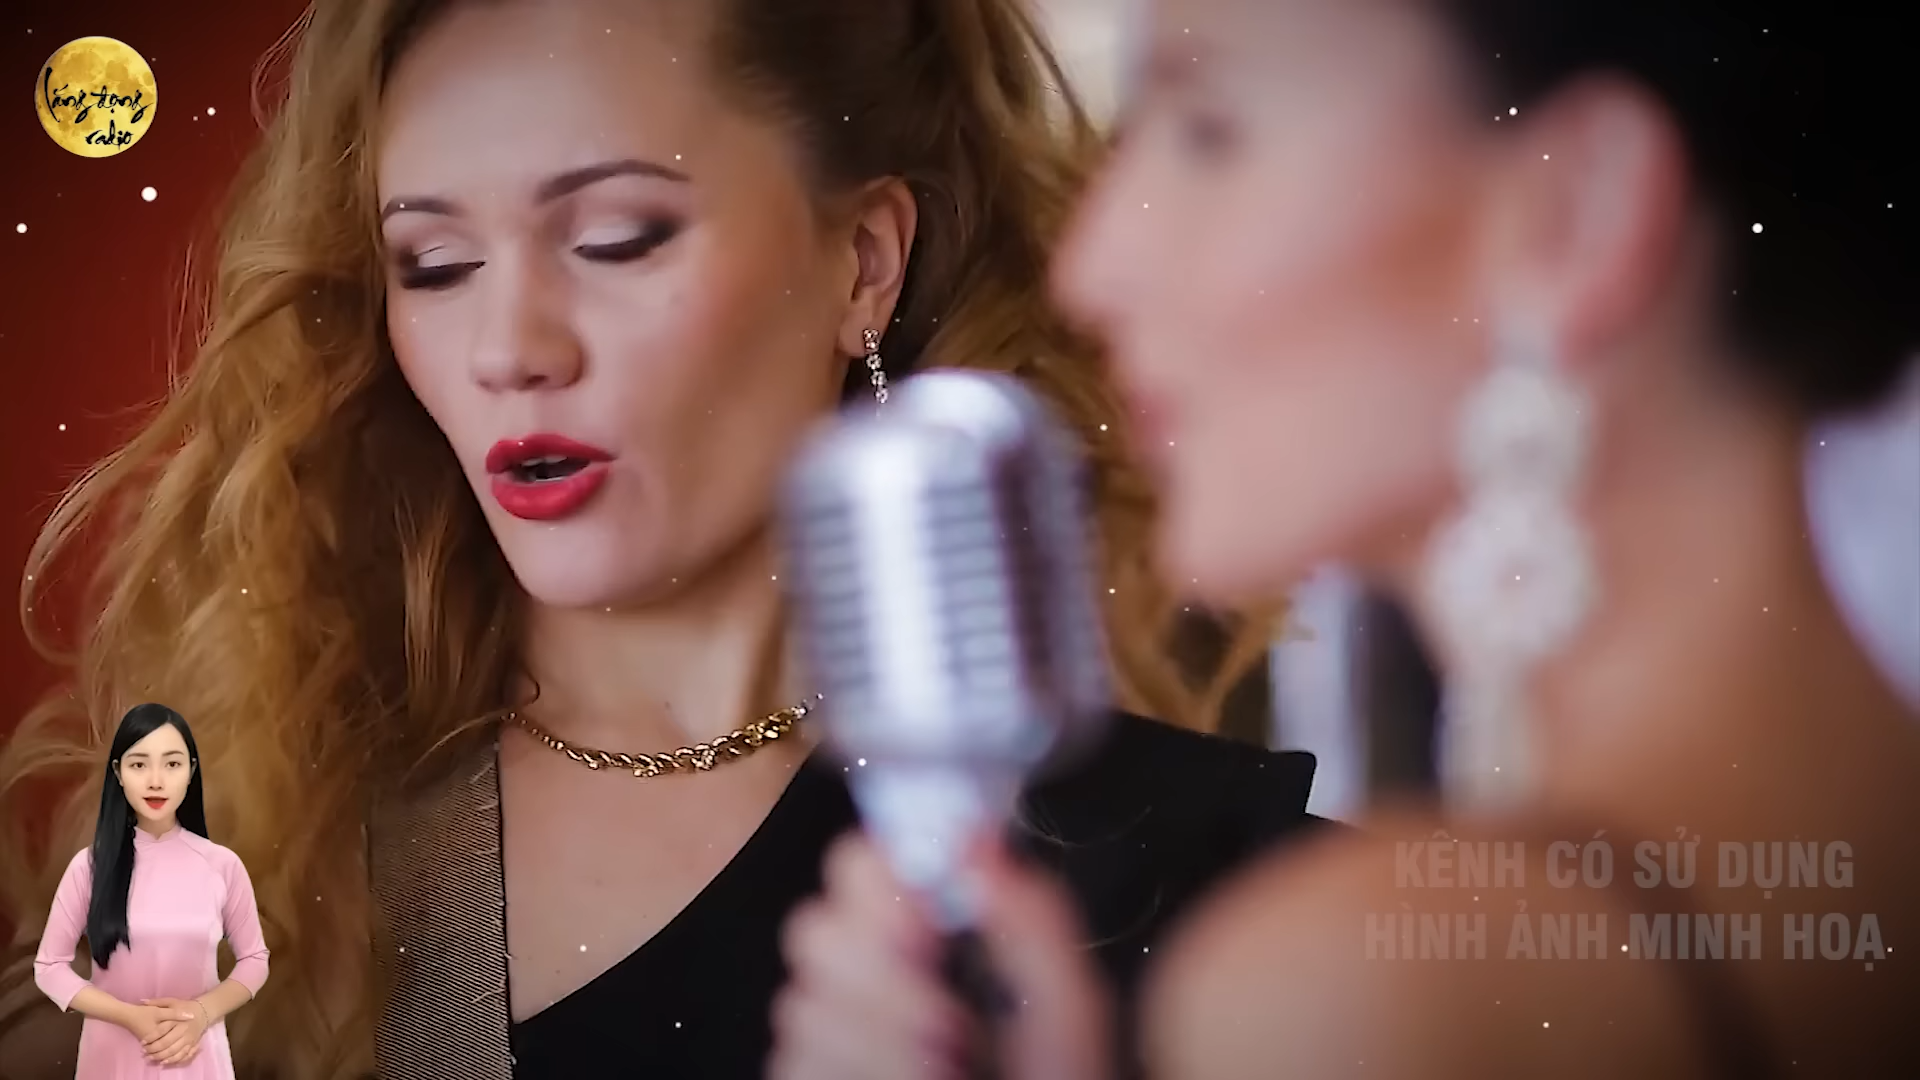 lắng đọng
radio
KÊNH CÓ SỬ DỤNG
HÌNH ẢNH MINH HOẠ